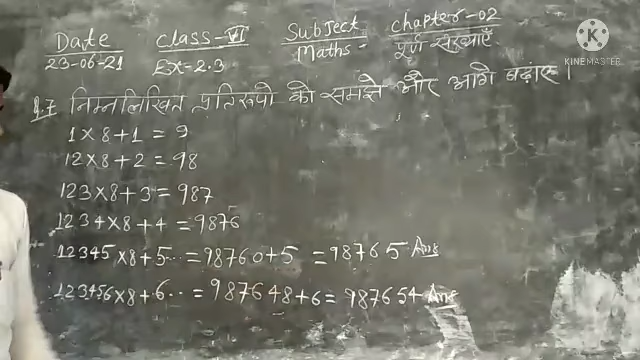 Date Class-VI Subject Chapter-02
23-06-21 Ex-2.3 Maths- पूर्ण संख्याएँ
KINEMASTER
Q.7 निम्नलिखित प्रतिरूपो को समझे और आगे बढ़ाए।
1×8+1=9
12×8+2=98
123×8+3=987
1234×8+4=9876
12345×8+5...=98760+5 =98765 Ans
123456×8+6...=987648+6=987654 Ans